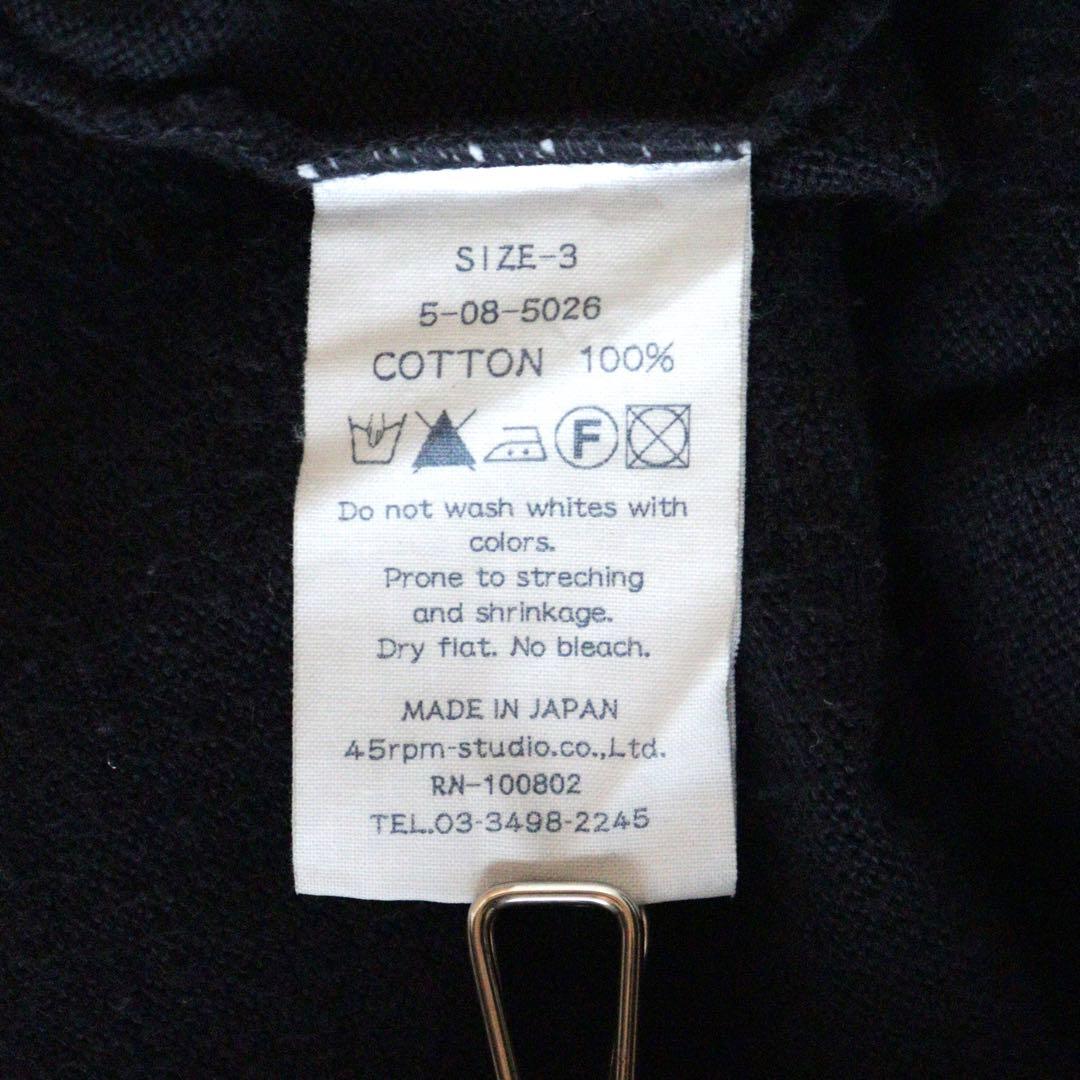 SIZE-3
5-08-5026
COTTON 100%
F
Do not wash whites with
colors.
Prone to streching
and shrinkage.
Dry flat. No bleach.
MADE IN JAPAN
45rpm-studio.co.,Ltd.
RN-100802
TEL.03-3498-2245